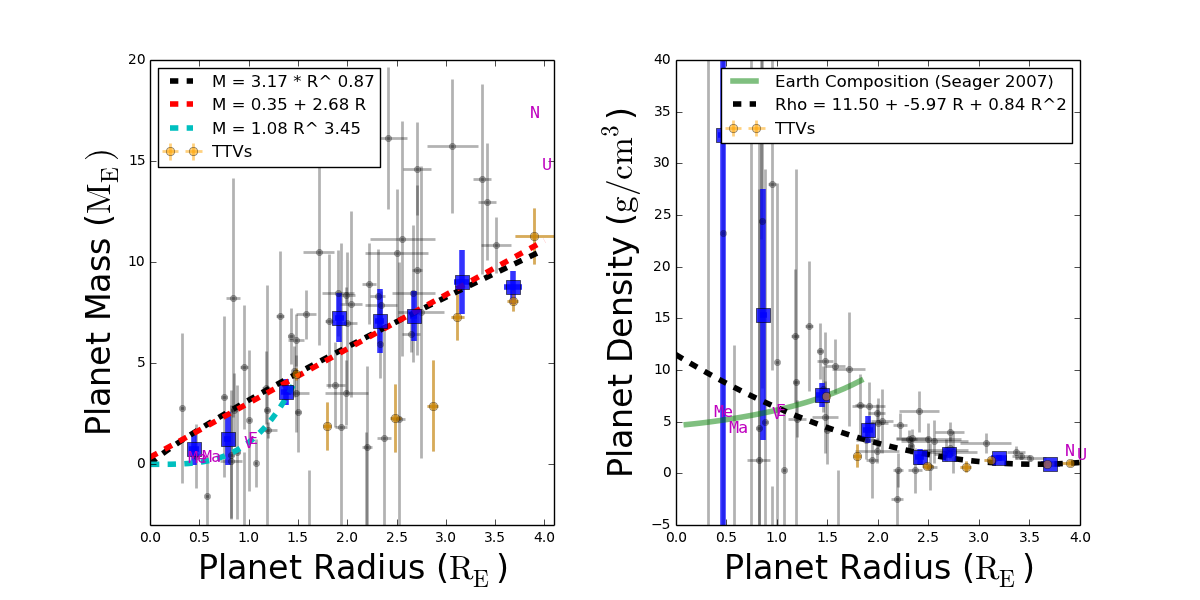 20
15
10
5
0
0.0 0.5 1.0 1.5 2.0 2.5 3.0 3.5 4.0
Planet Mass (M_E)
Planet Radius (R_E)
M = 3.17 * R^ 0.87
M = 0.35 + 2.68 R
M = 1.08 R^ 3.45
TTVs
N
U
Me
Ma
V
E
40
35
30
25
20
15
10
5
0
−5
0.0 0.5 1.0 1.5 2.0 2.5 3.0 3.5 4.0
Planet Density (g/cm^3)
Planet Radius (R_E)
Earth Composition (Seager 2007)
Rho = 11.50 + -5.97 R + 0.84 R^2
TTVs
Me
Ma
V
E
N
U